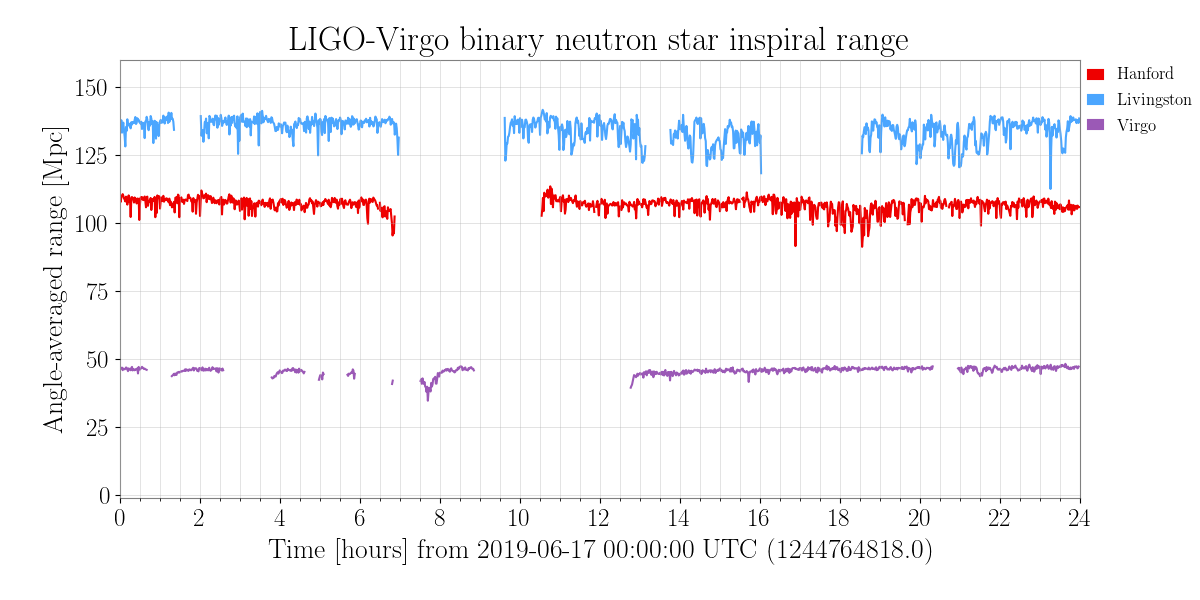 LIGO-Virgo binary neutron star inspiral range
Angle-averaged range [Mpc]
150
125
100
75
50
25
0
0 2 4 6 8 10 12 14 16 18 20 22 24
Time [hours] from 2019-06-17 00:00:00 UTC (1244764818.0)
Hanford
Livingston
Virgo